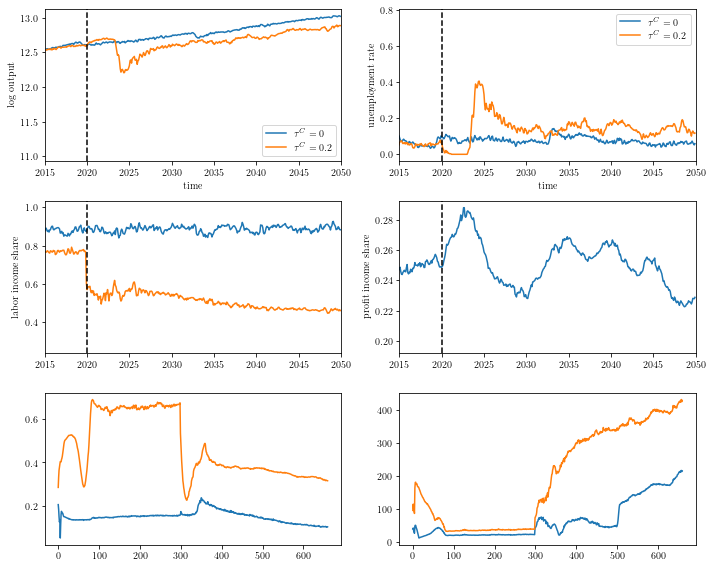 13.0
12.5
12.0
11.5
11.0
log output
τ^C = 0
τ^C = 0.2
2015 2020 2025 2030 2035 2040 2045 2050
time
0.8
0.6
0.4
0.2
0.0
unemployment rate
τ^C = 0
τ^C = 0.2
2015 2020 2025 2030 2035 2040 2045 2050
time
1.0
0.8
0.6
0.4
labor income share
2015 2020 2025 2030 2035 2040 2045 2050
0.28
0.26
0.24
0.22
0.20
profit income share
2015 2020 2025 2030 2035 2040 2045 2050
0.6
0.4
0.2
0 100 200 300 400 500 600
400
300
200
100
0
0 100 200 300 400 500 600